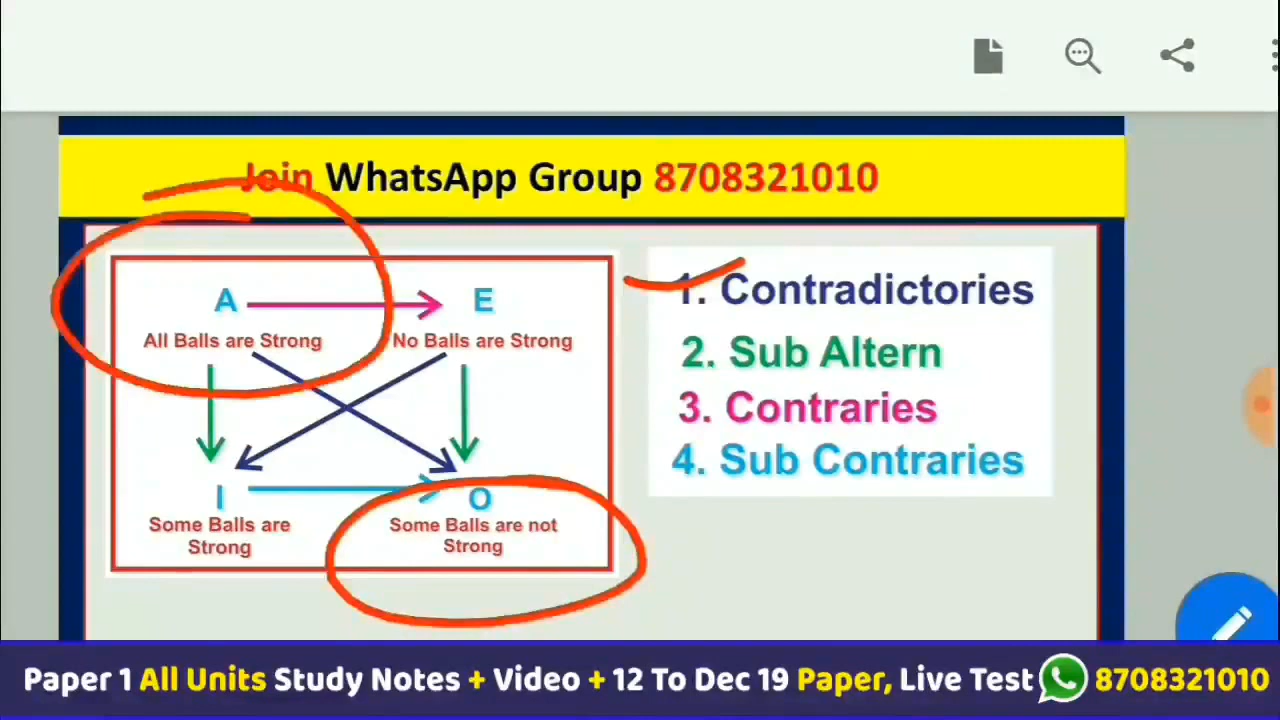 Join WhatsApp Group 8708321010
A
E
All Balls are Strong
No Balls are Strong
I
O
Some Balls are
Strong
Some Balls are not
Strong
1. Contradictories
2. Sub Altern
3. Contraries
4. Sub Contraries
Paper 1 All Units Study Notes + Video + 12 To Dec 19 Paper, Live Test 8708321010